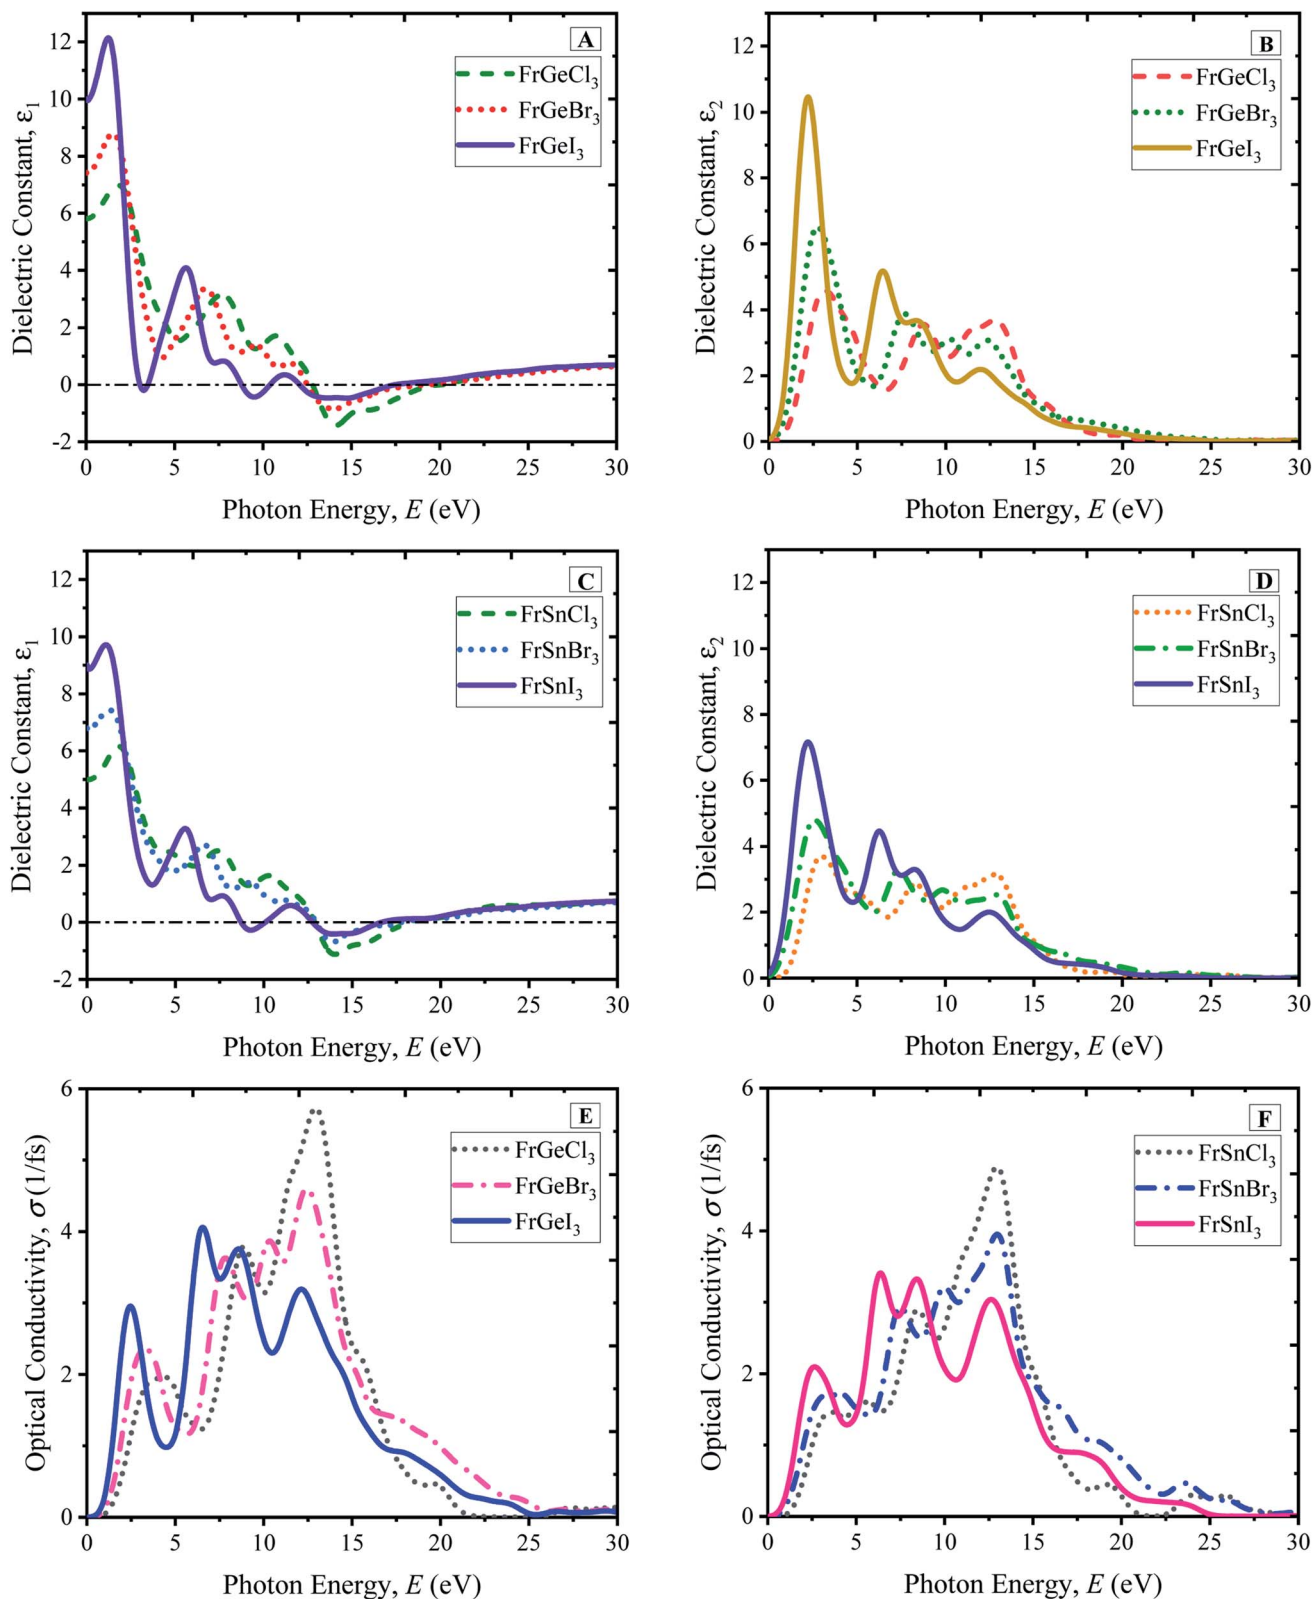 A
FrGeCl3
FrGeBr3
FrGeI3
Dielectric Constant, ε1
12
10
8
6
4
2
0
-2
0 5 10 15 20 25 30
Photon Energy, E (eV)
B
FrGeCl3
FrGeBr3
FrGeI3
Dielectric Constant, ε2
12
10
8
6
4
2
0
0 5 10 15 20 25 30
Photon Energy, E (eV)
C
FrSnCl3
FrSnBr3
FrSnI3
Dielectric Constant, ε1
12
10
8
6
4
2
0
-2
0 5 10 15 20 25 30
Photon Energy, E (eV)
D
FrSnCl3
FrSnBr3
FrSnI3
Dielectric Constant, ε2
12
10
8
6
4
2
0
0 5 10 15 20 25 30
Photon Energy, E (eV)
E
FrGeCl3
FrGeBr3
FrGeI3
Optical Conductivity, σ (1/fs)
6
4
2
0
0 5 10 15 20 25 30
Photon Energy, E (eV)
F
FrSnCl3
FrSnBr3
FrSnI3
Optical Conductivity, σ (1/fs)
6
4
2
0
0 5 10 15 20 25 30
Photon Energy, E (eV)